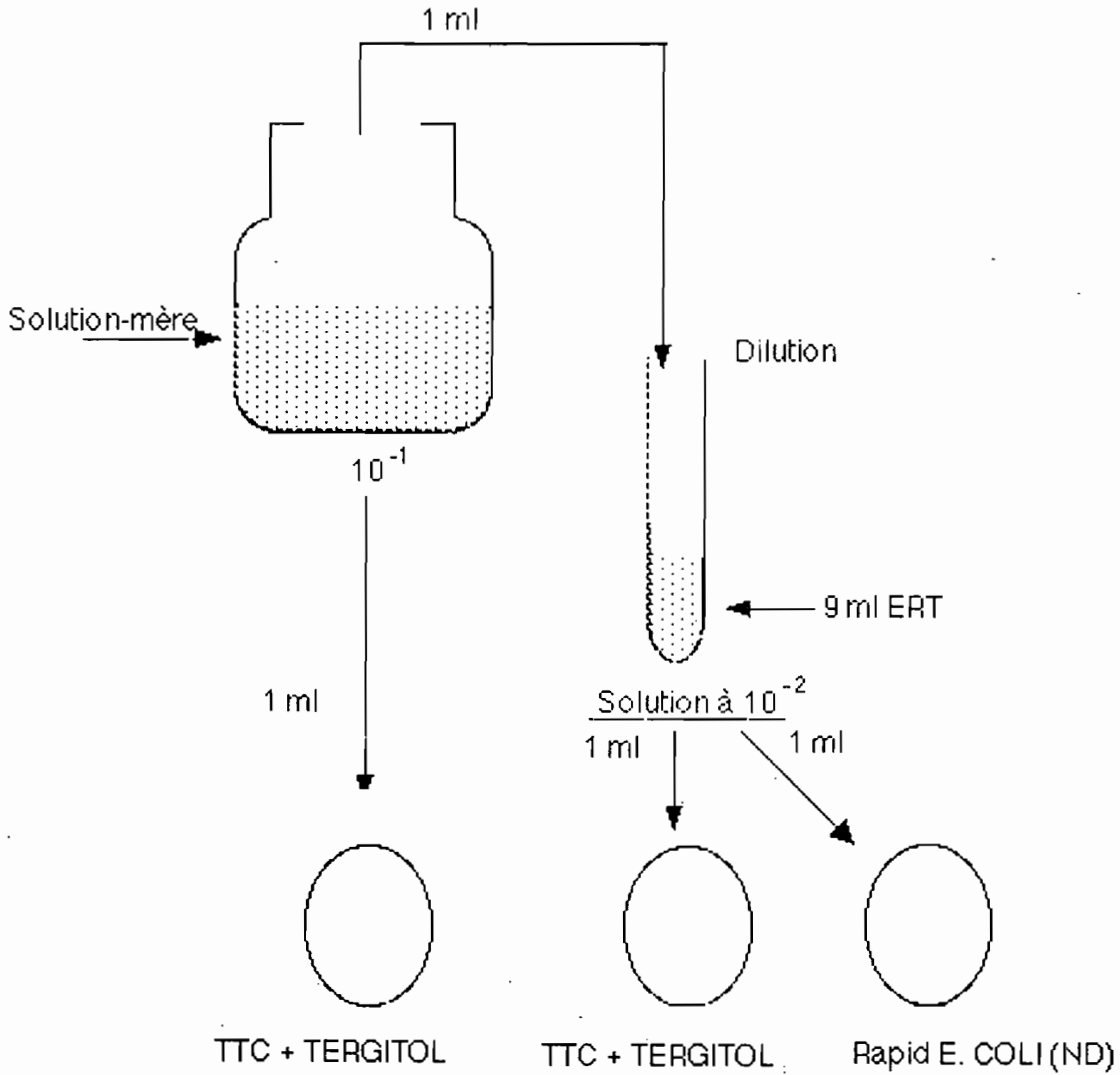 1 ml
Solution-mère
Dilution
10⁻¹
9 ml ERT
1 ml
Solution à 10⁻²
1 ml
1 ml
TTC + TERGITOL
TTC + TERGITOL
Rapid E. COLI (ND)